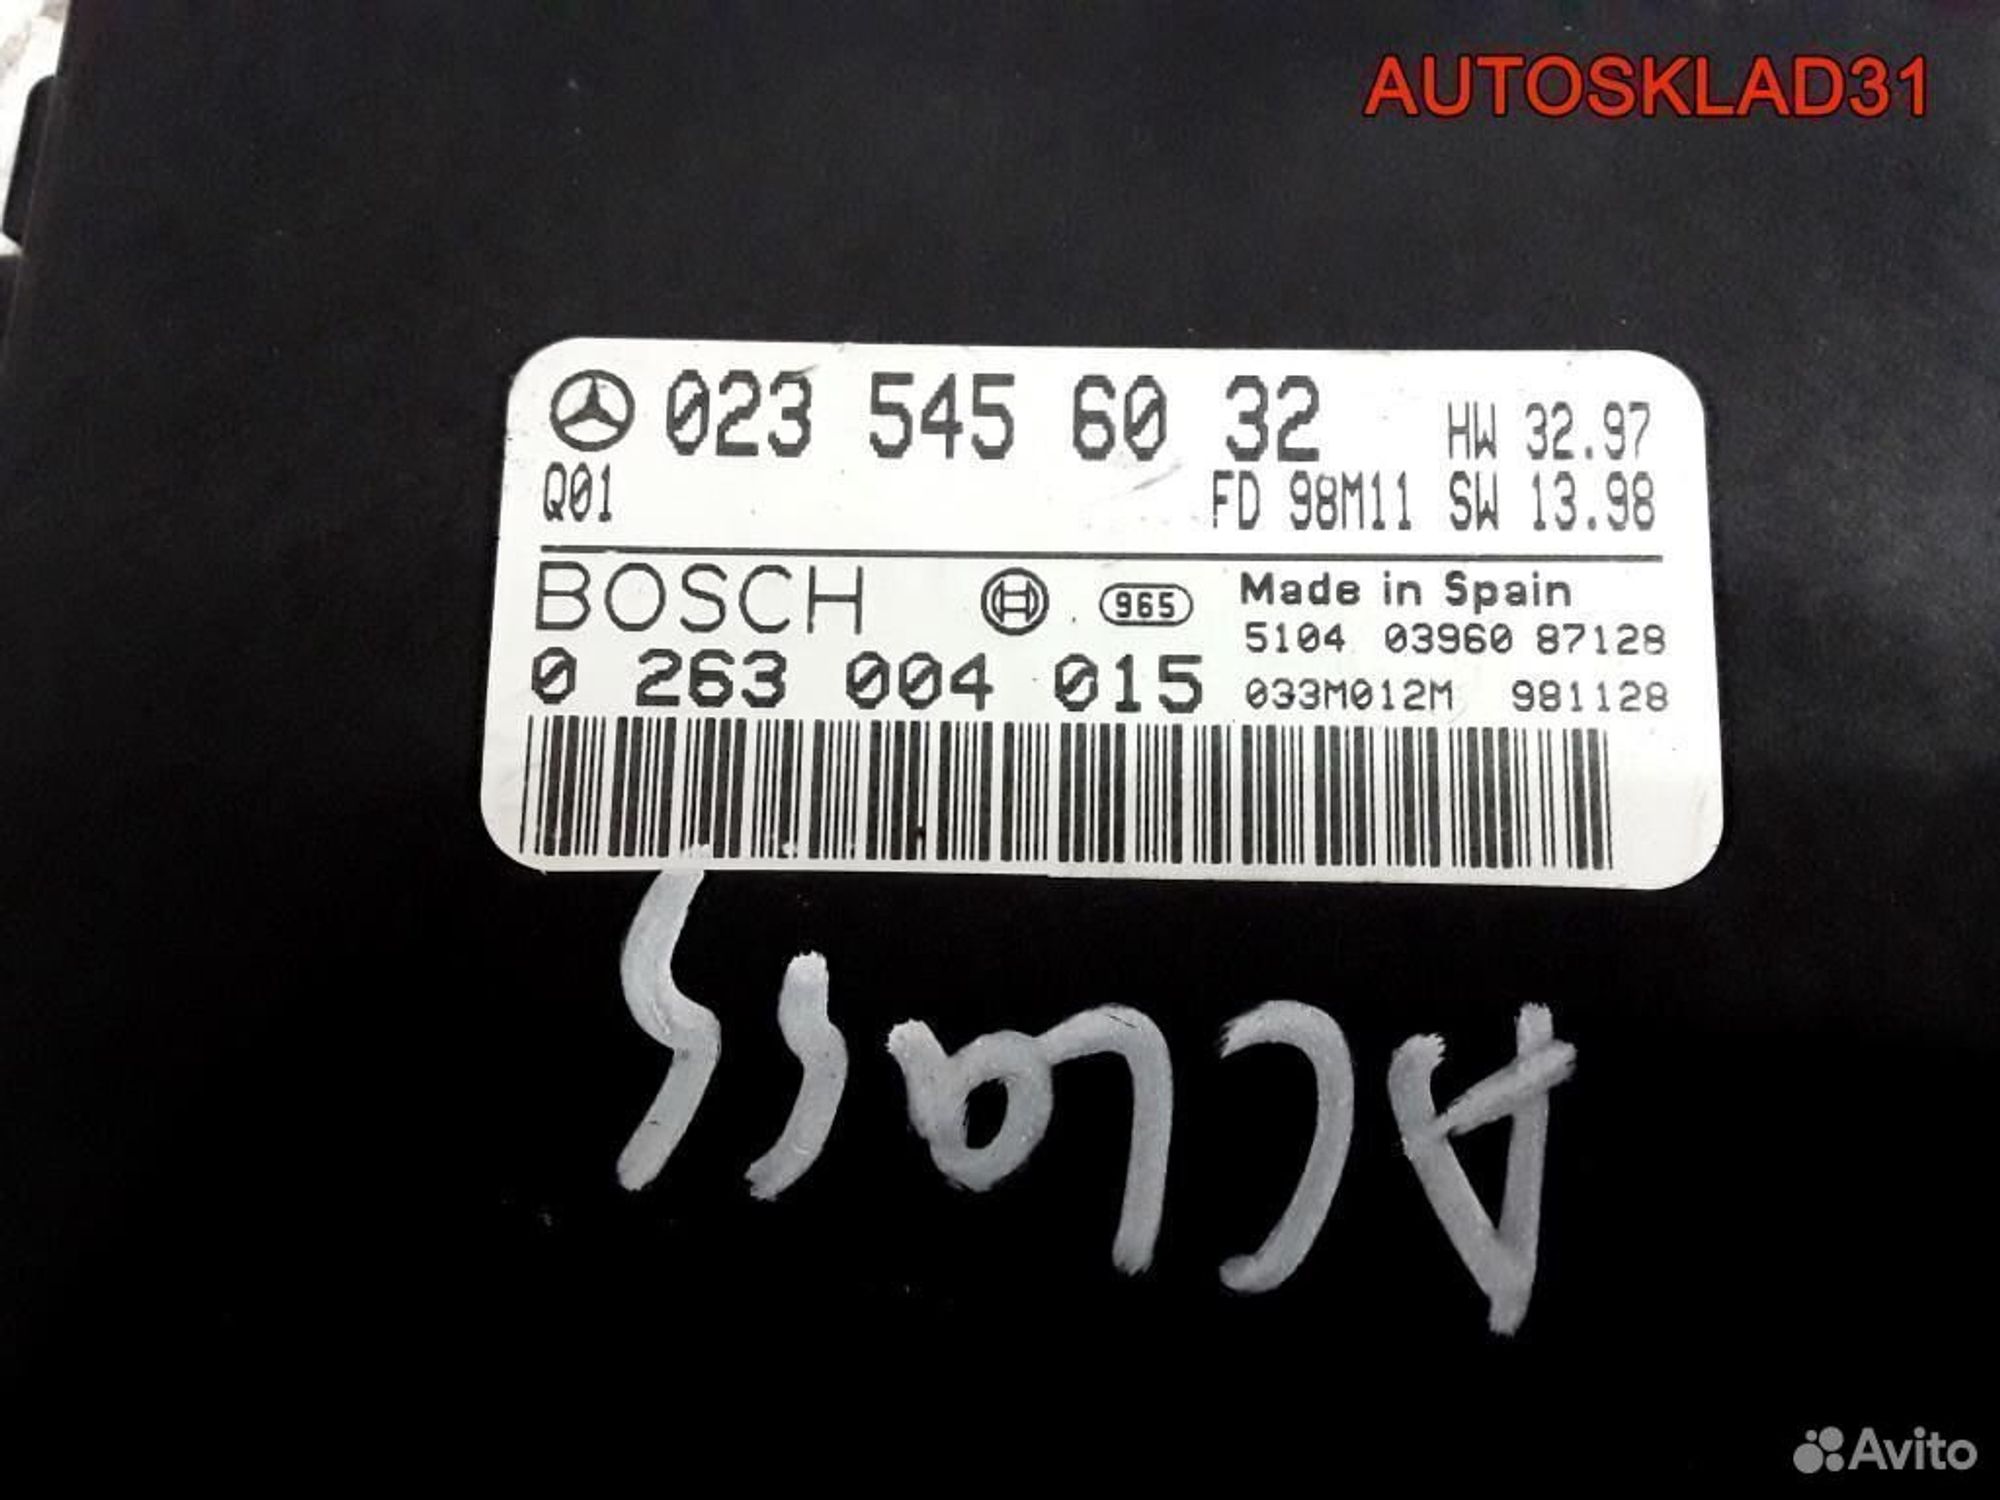 AUTOSKLAD31
023 545 60 32 HW 32.97
Q01 FD 98M11 SW 13.98
BOSCH 965 Made in Spain
5104 03960 87128
0 263 004 015 033M012M 981128
A Class
Avito